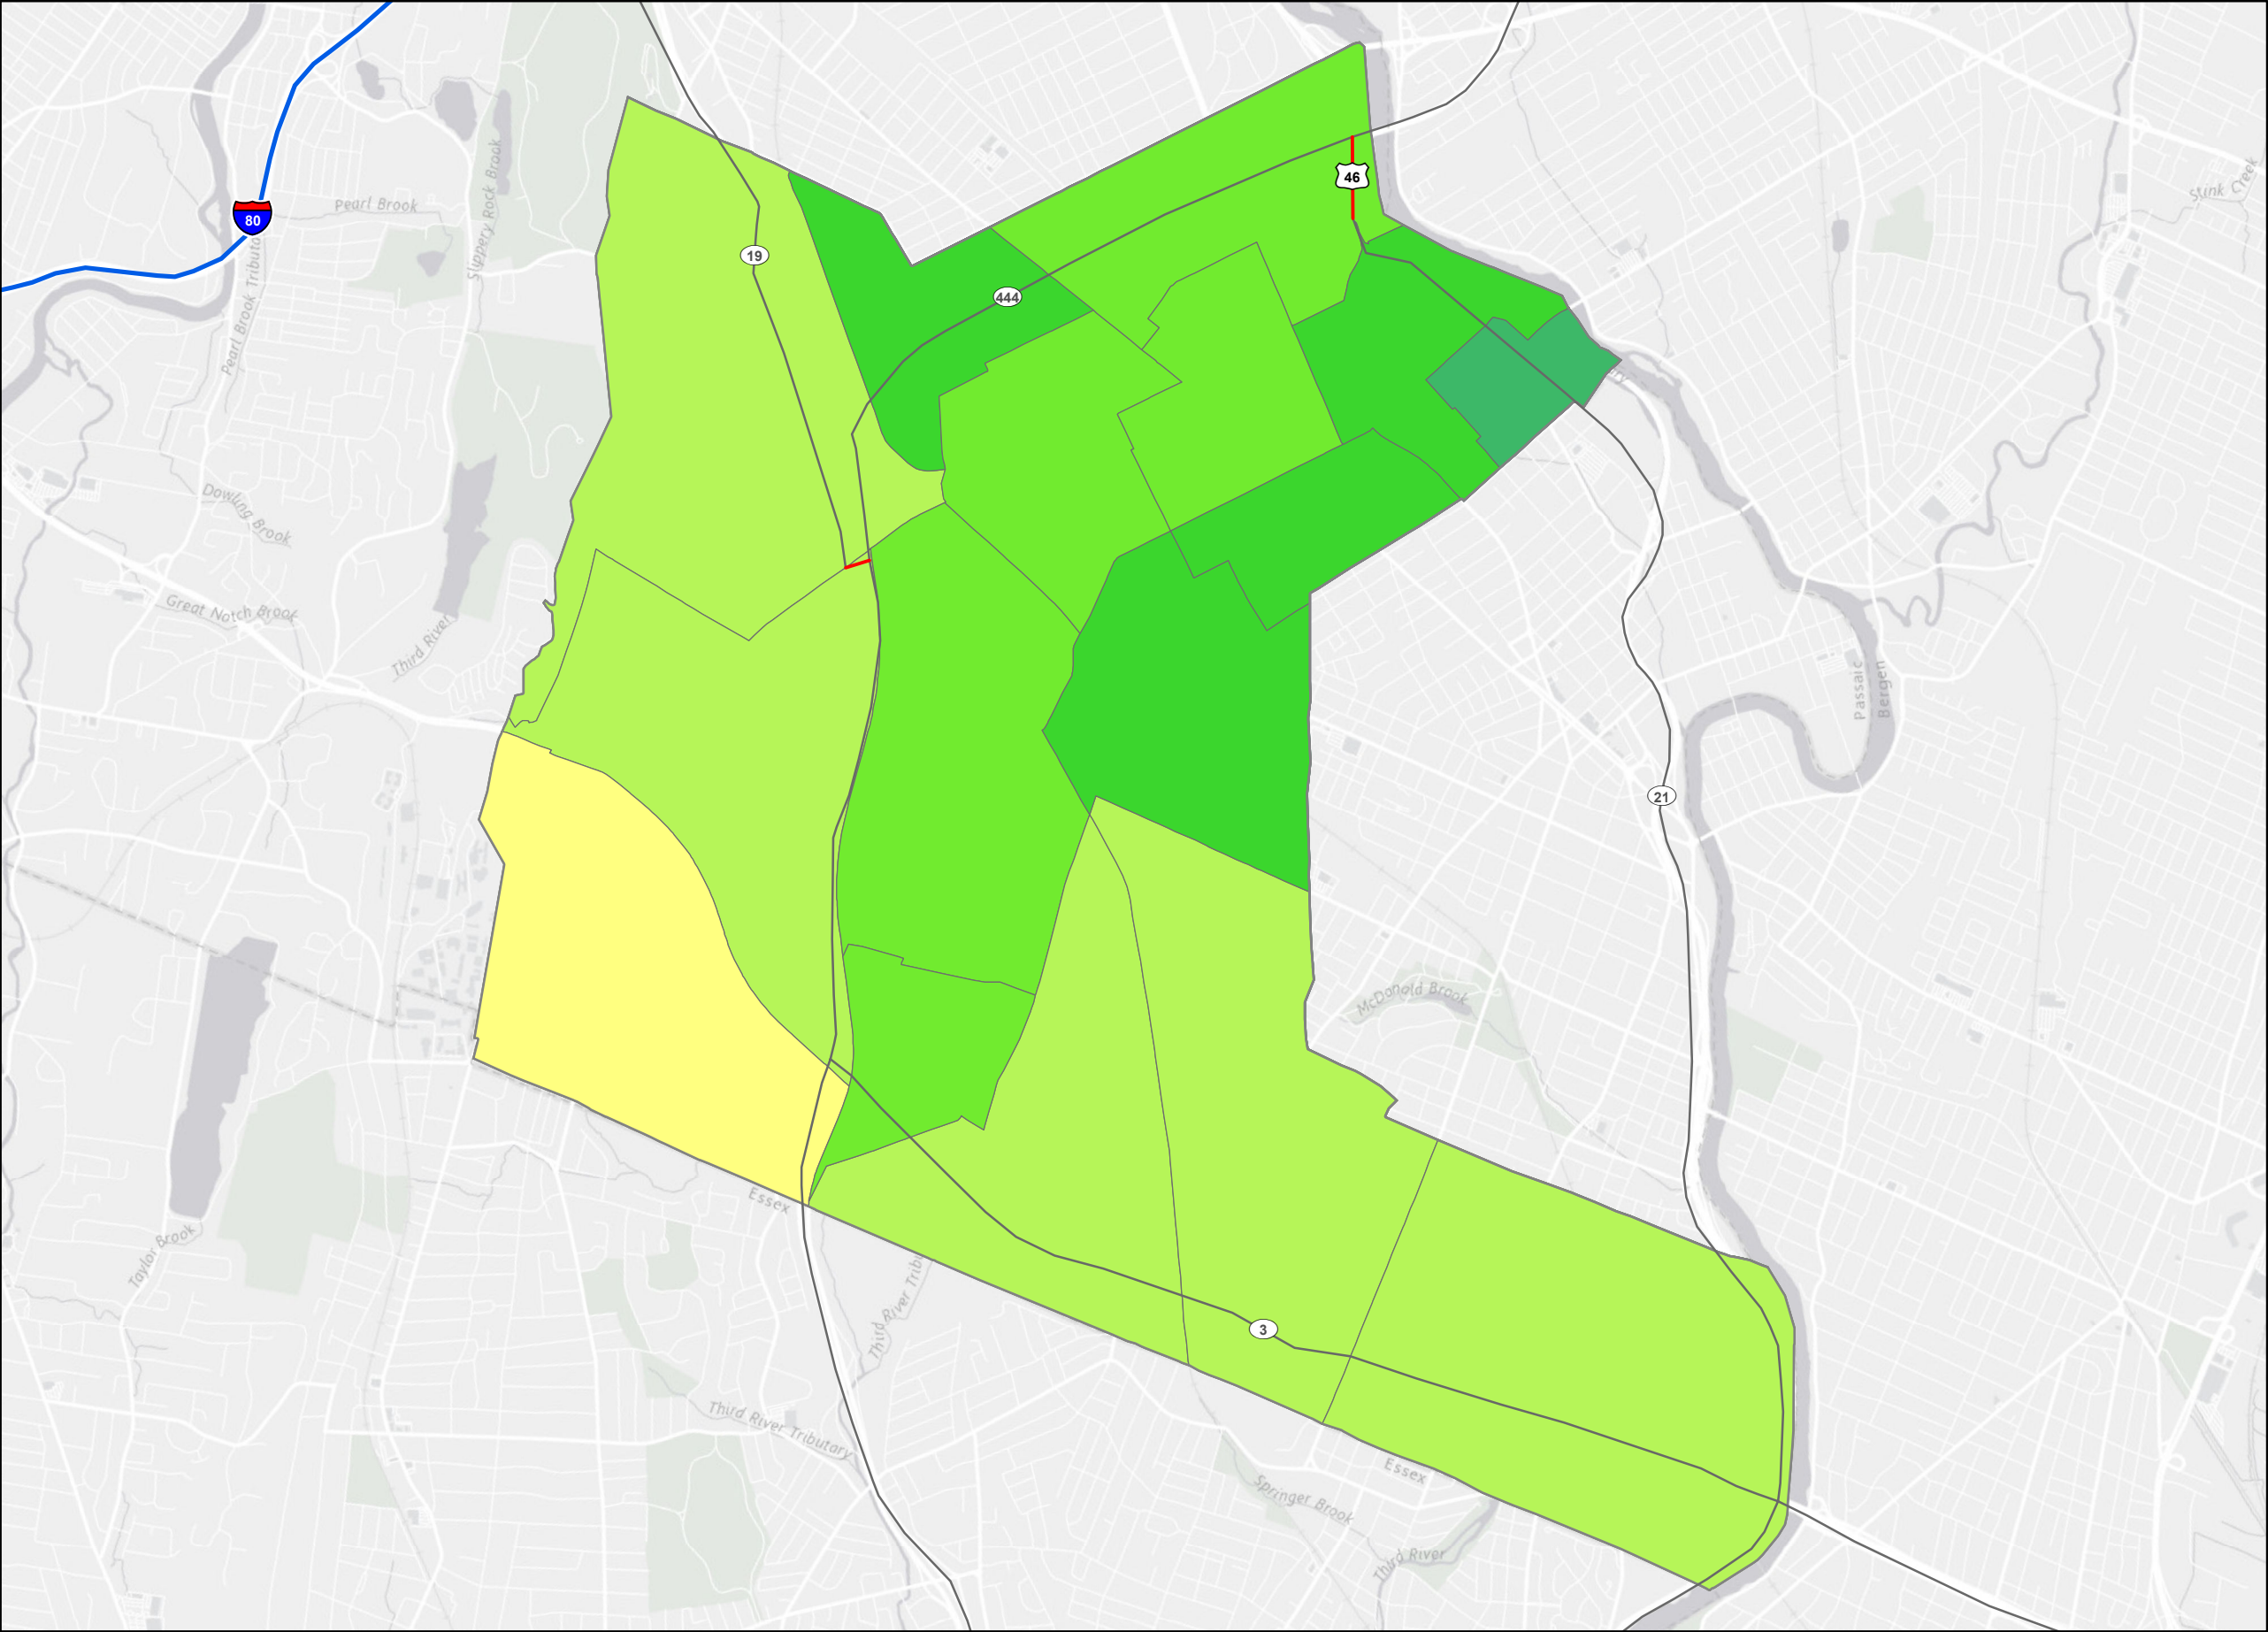 80
Pearl Brook
Pearl Brook Tributa
Slippery Rock Brook
19
444
46
Stink Creek
Dowling Brook
Great Notch Brook
Third River
Passaic
Bergen
21
McDonald Brook
Essex
Taylor Brook
Third River Tribu
3
Third River Tributary
Essex
Springer Brook
Third River